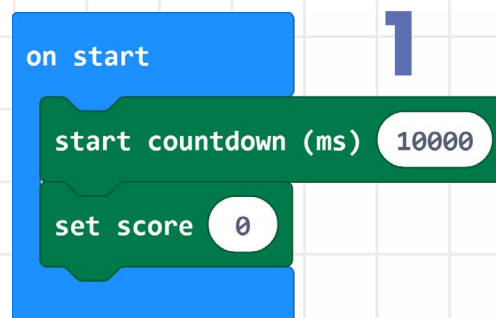 1
on start
start countdown (ms) 10000
set score 0